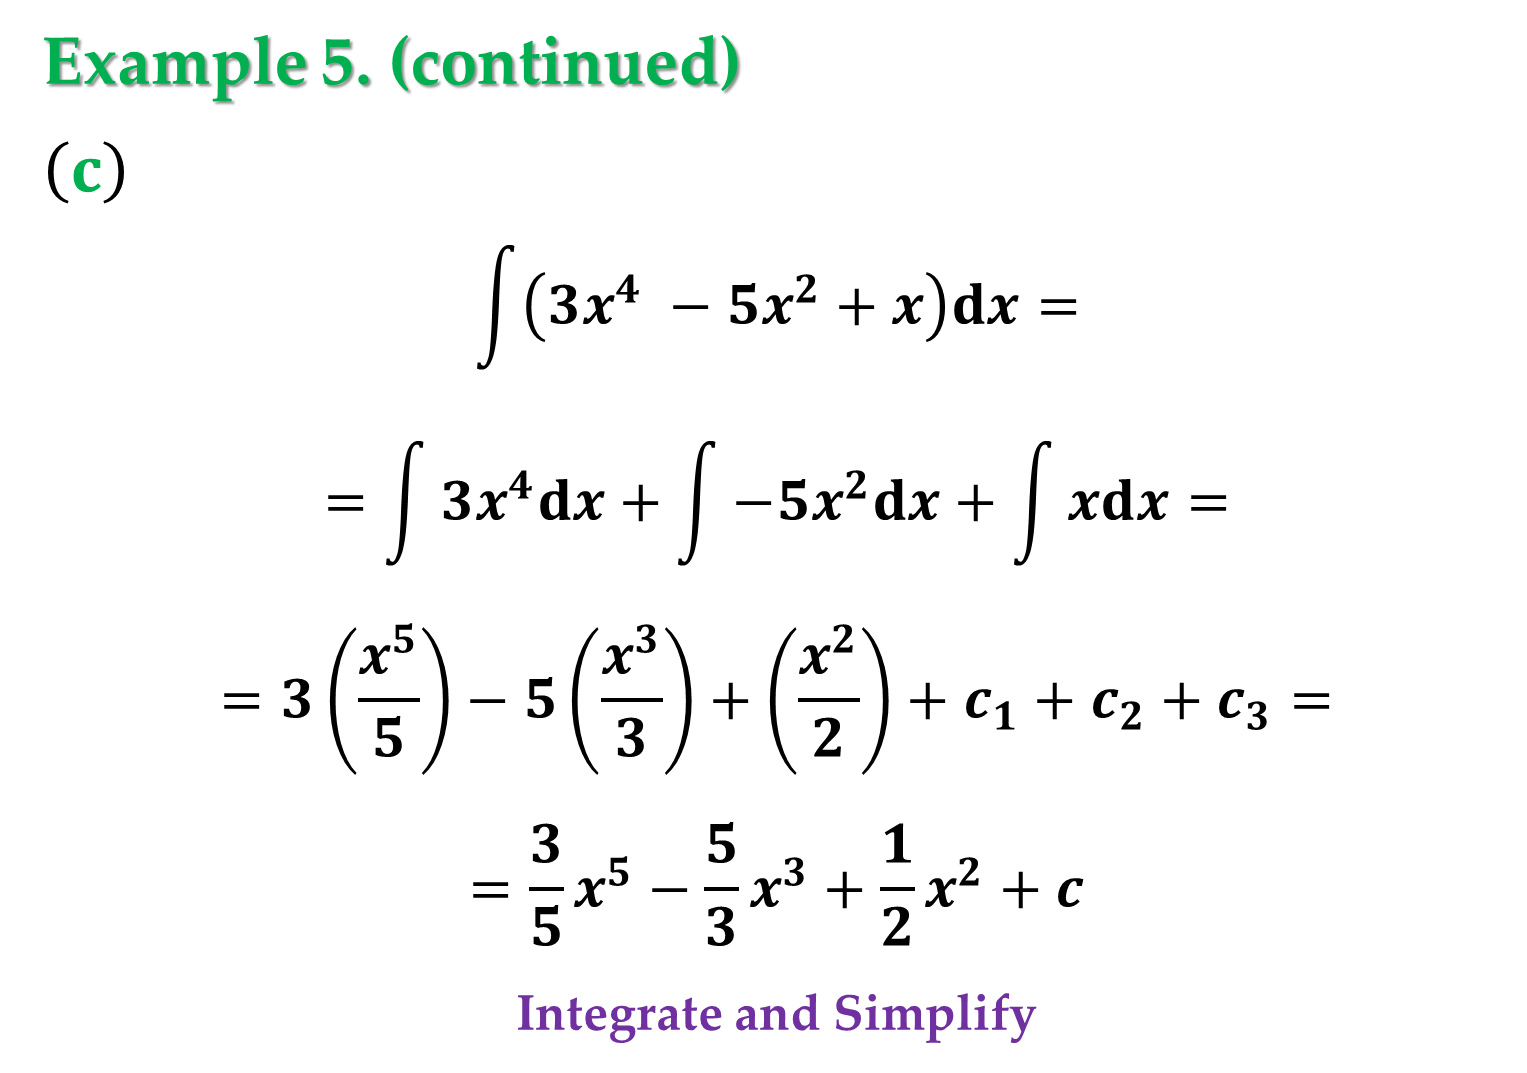 Example 5. (continued)
(c)
∫(3x⁴ − 5x² + x)dx =
= ∫ 3x⁴dx + ∫ −5x²dx + ∫ xdx =
= 3(x⁵/5) − 5(x³/3) + (x²/2) + c₁ + c₂ + c₃ =
= 3/5 x⁵ − 5/3 x³ + 1/2 x² + c
Integrate and Simplify